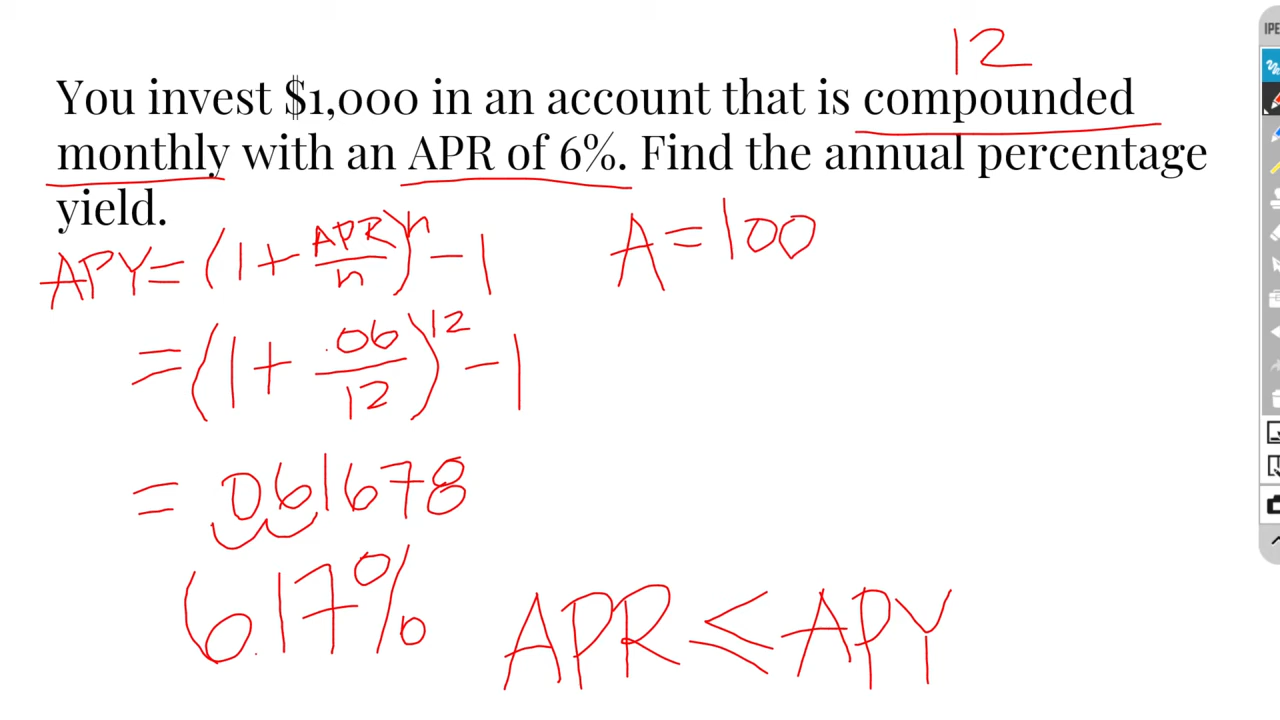 12
You invest $1,000 in an account that is compounded
monthly with an APR of 6%. Find the annual percentage
yield.
APY = (1 + APR/n)^n - 1
A = 100
= (1 + .06/12)^12 - 1
= .061678
6.17%
APR ≤ APY